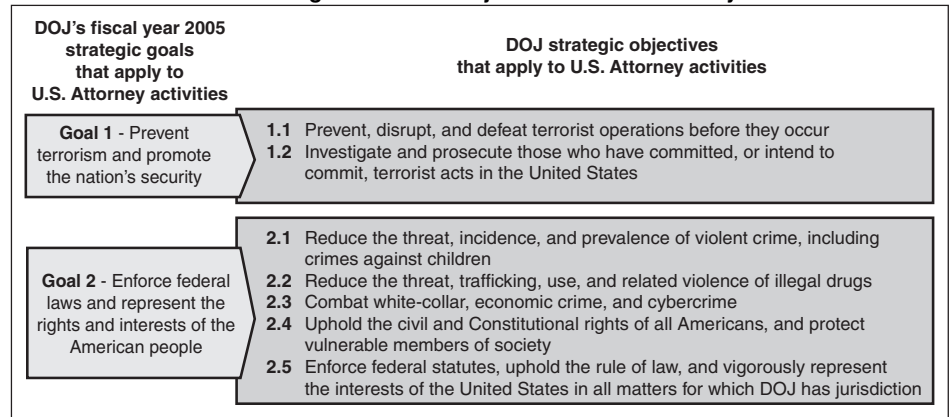 DOJ's fiscal year 2005
strategic goals
that apply to
U.S. Attorney activities
DOJ strategic objectives
that apply to U.S. Attorney activities
Goal 1 - Prevent
terrorism and promote
the nation's security
1.1 Prevent, disrupt, and defeat terrorist operations before they occur
1.2 Investigate and prosecute those who have committed, or intend to
commit, terrorist acts in the United States
Goal 2 - Enforce federal
laws and represent the
rights and interests of the
American people
2.1 Reduce the threat, incidence, and prevalence of violent crime, including
crimes against children
2.2 Reduce the threat, trafficking, use, and related violence of illegal drugs
2.3 Combat white-collar, economic crime, and cybercrime
2.4 Uphold the civil and Constitutional rights of all Americans, and protect
vulnerable members of society
2.5 Enforce federal statutes, uphold the rule of law, and vigorously represent
the interests of the United States in all matters for which DOJ has jurisdiction